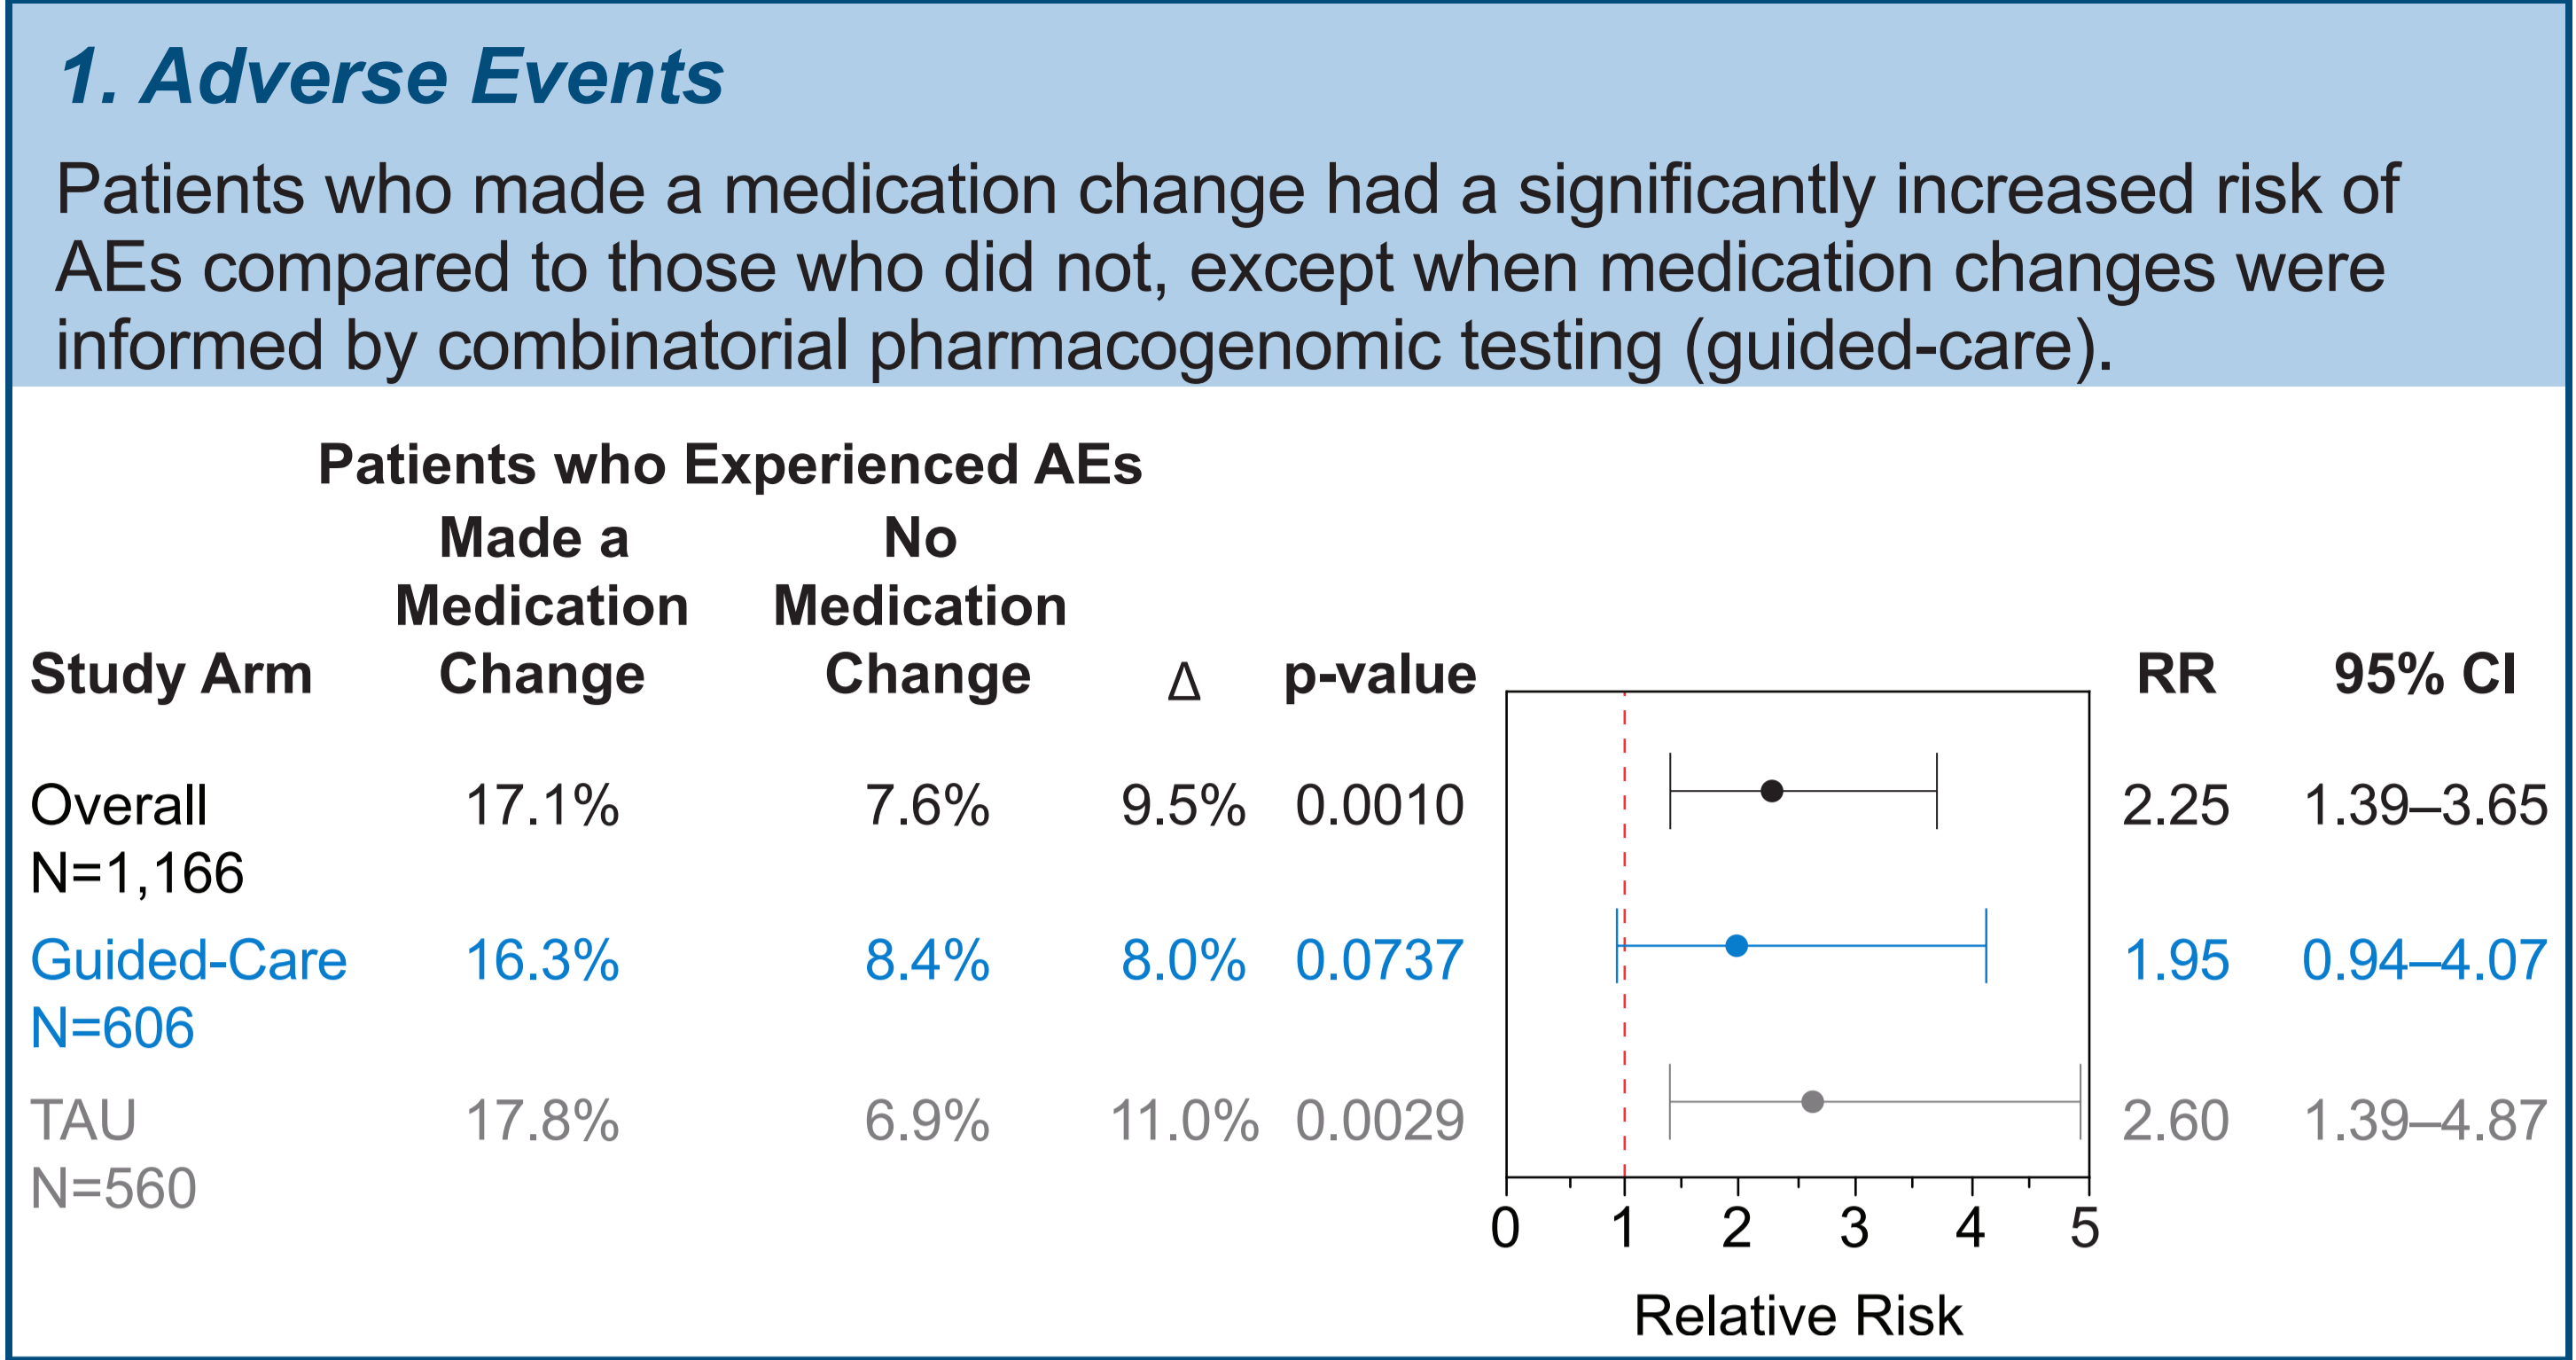 1. Adverse Events
Patients who made a medication change had a significantly increased risk of
AEs compared to those who did not, except when medication changes were
informed by combinatorial pharmacogenomic testing (guided-care).
Patients who Experienced AEs
Made a No
Medication Medication
Study Arm Change Change Δ p-value RR 95% CI
Overall 17.1% 7.6% 9.5% 0.0010 2.25 1.39–3.65
N=1,166
Guided-Care 16.3% 8.4% 8.0% 0.0737 1.95 0.94–4.07
N=606
TAU 17.8% 6.9% 11.0% 0.0029 2.60 1.39–4.87
N=560
0 1 2 3 4 5
Relative Risk